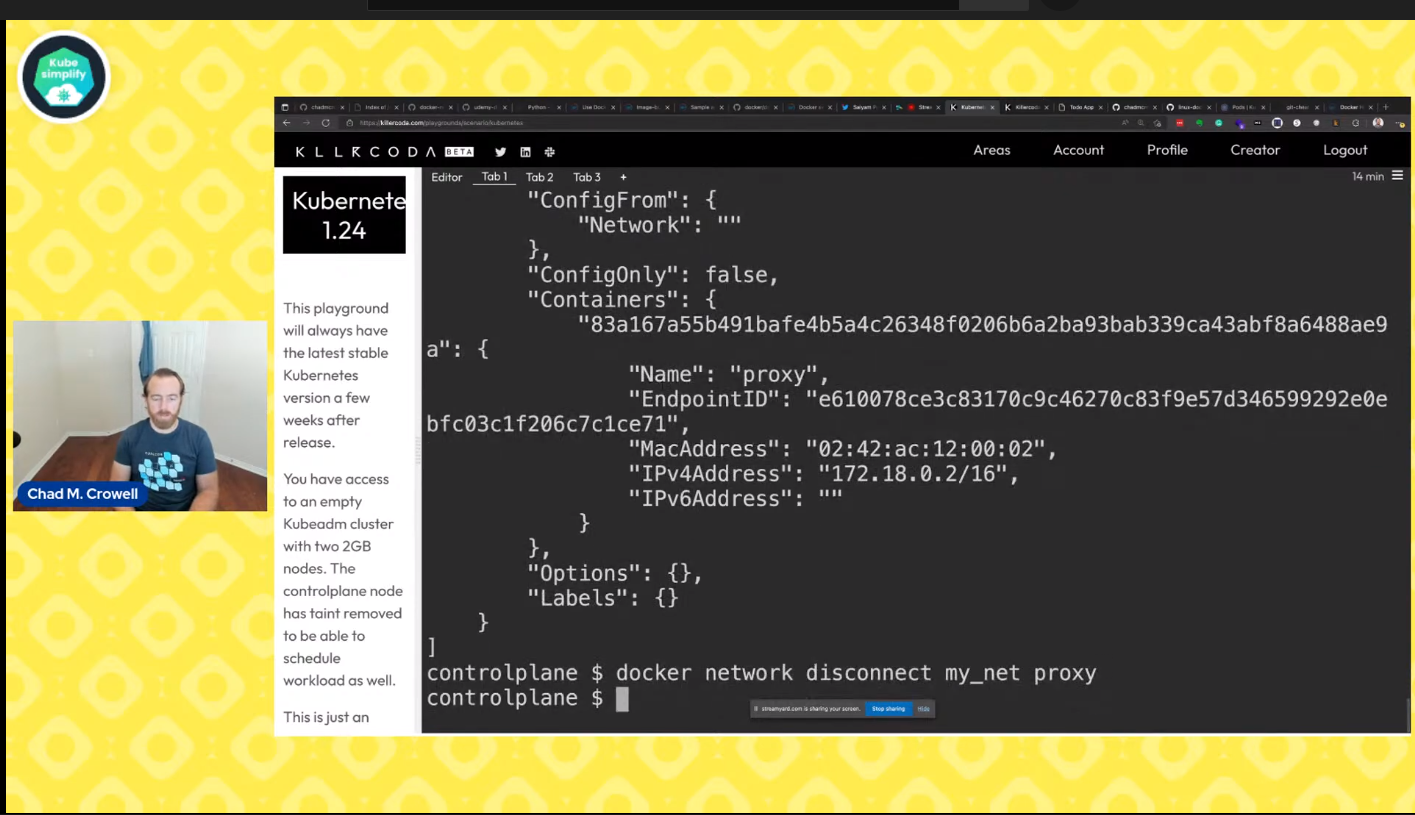 Kube
simplify
https://killercoda.com/playgrounds/scenario/kubernetes
KLLRCODA BETA
Areas Account Profile Creator Logout
Editor Tab 1 Tab 2 Tab 3 +
14 min
Kubernete
1.24
This playground
will always have
the latest stable
Kubernetes
version a few
weeks after
release.
You have access
to an empty
Kubeadm cluster
with two 2GB
nodes. The
controlplane node
has taint removed
to be able to
schedule
workload as well.
This is just an
"ConfigFrom": {
"Network": ""
},
"ConfigOnly": false,
"Containers": {
"83a167a55b491bafe4b5a4c26348f0206b6a2ba93bab339ca43abf8a6488ae9
a": {
"Name": "proxy",
"EndpointID": "e610078ce3c83170c9c46270c83f9e57d346599292e0e
bfc03c1f206c7c1ce71",
"MacAddress": "02:42:ac:12:00:02",
"IPv4Address": "172.18.0.2/16",
"IPv6Address": ""
}
},
"Options": {},
"Labels": {}
}
]
controlplane $ docker network disconnect my_net proxy
controlplane $
streamyard.com is sharing your screen. Stop sharing Hide
Chad M. Crowell